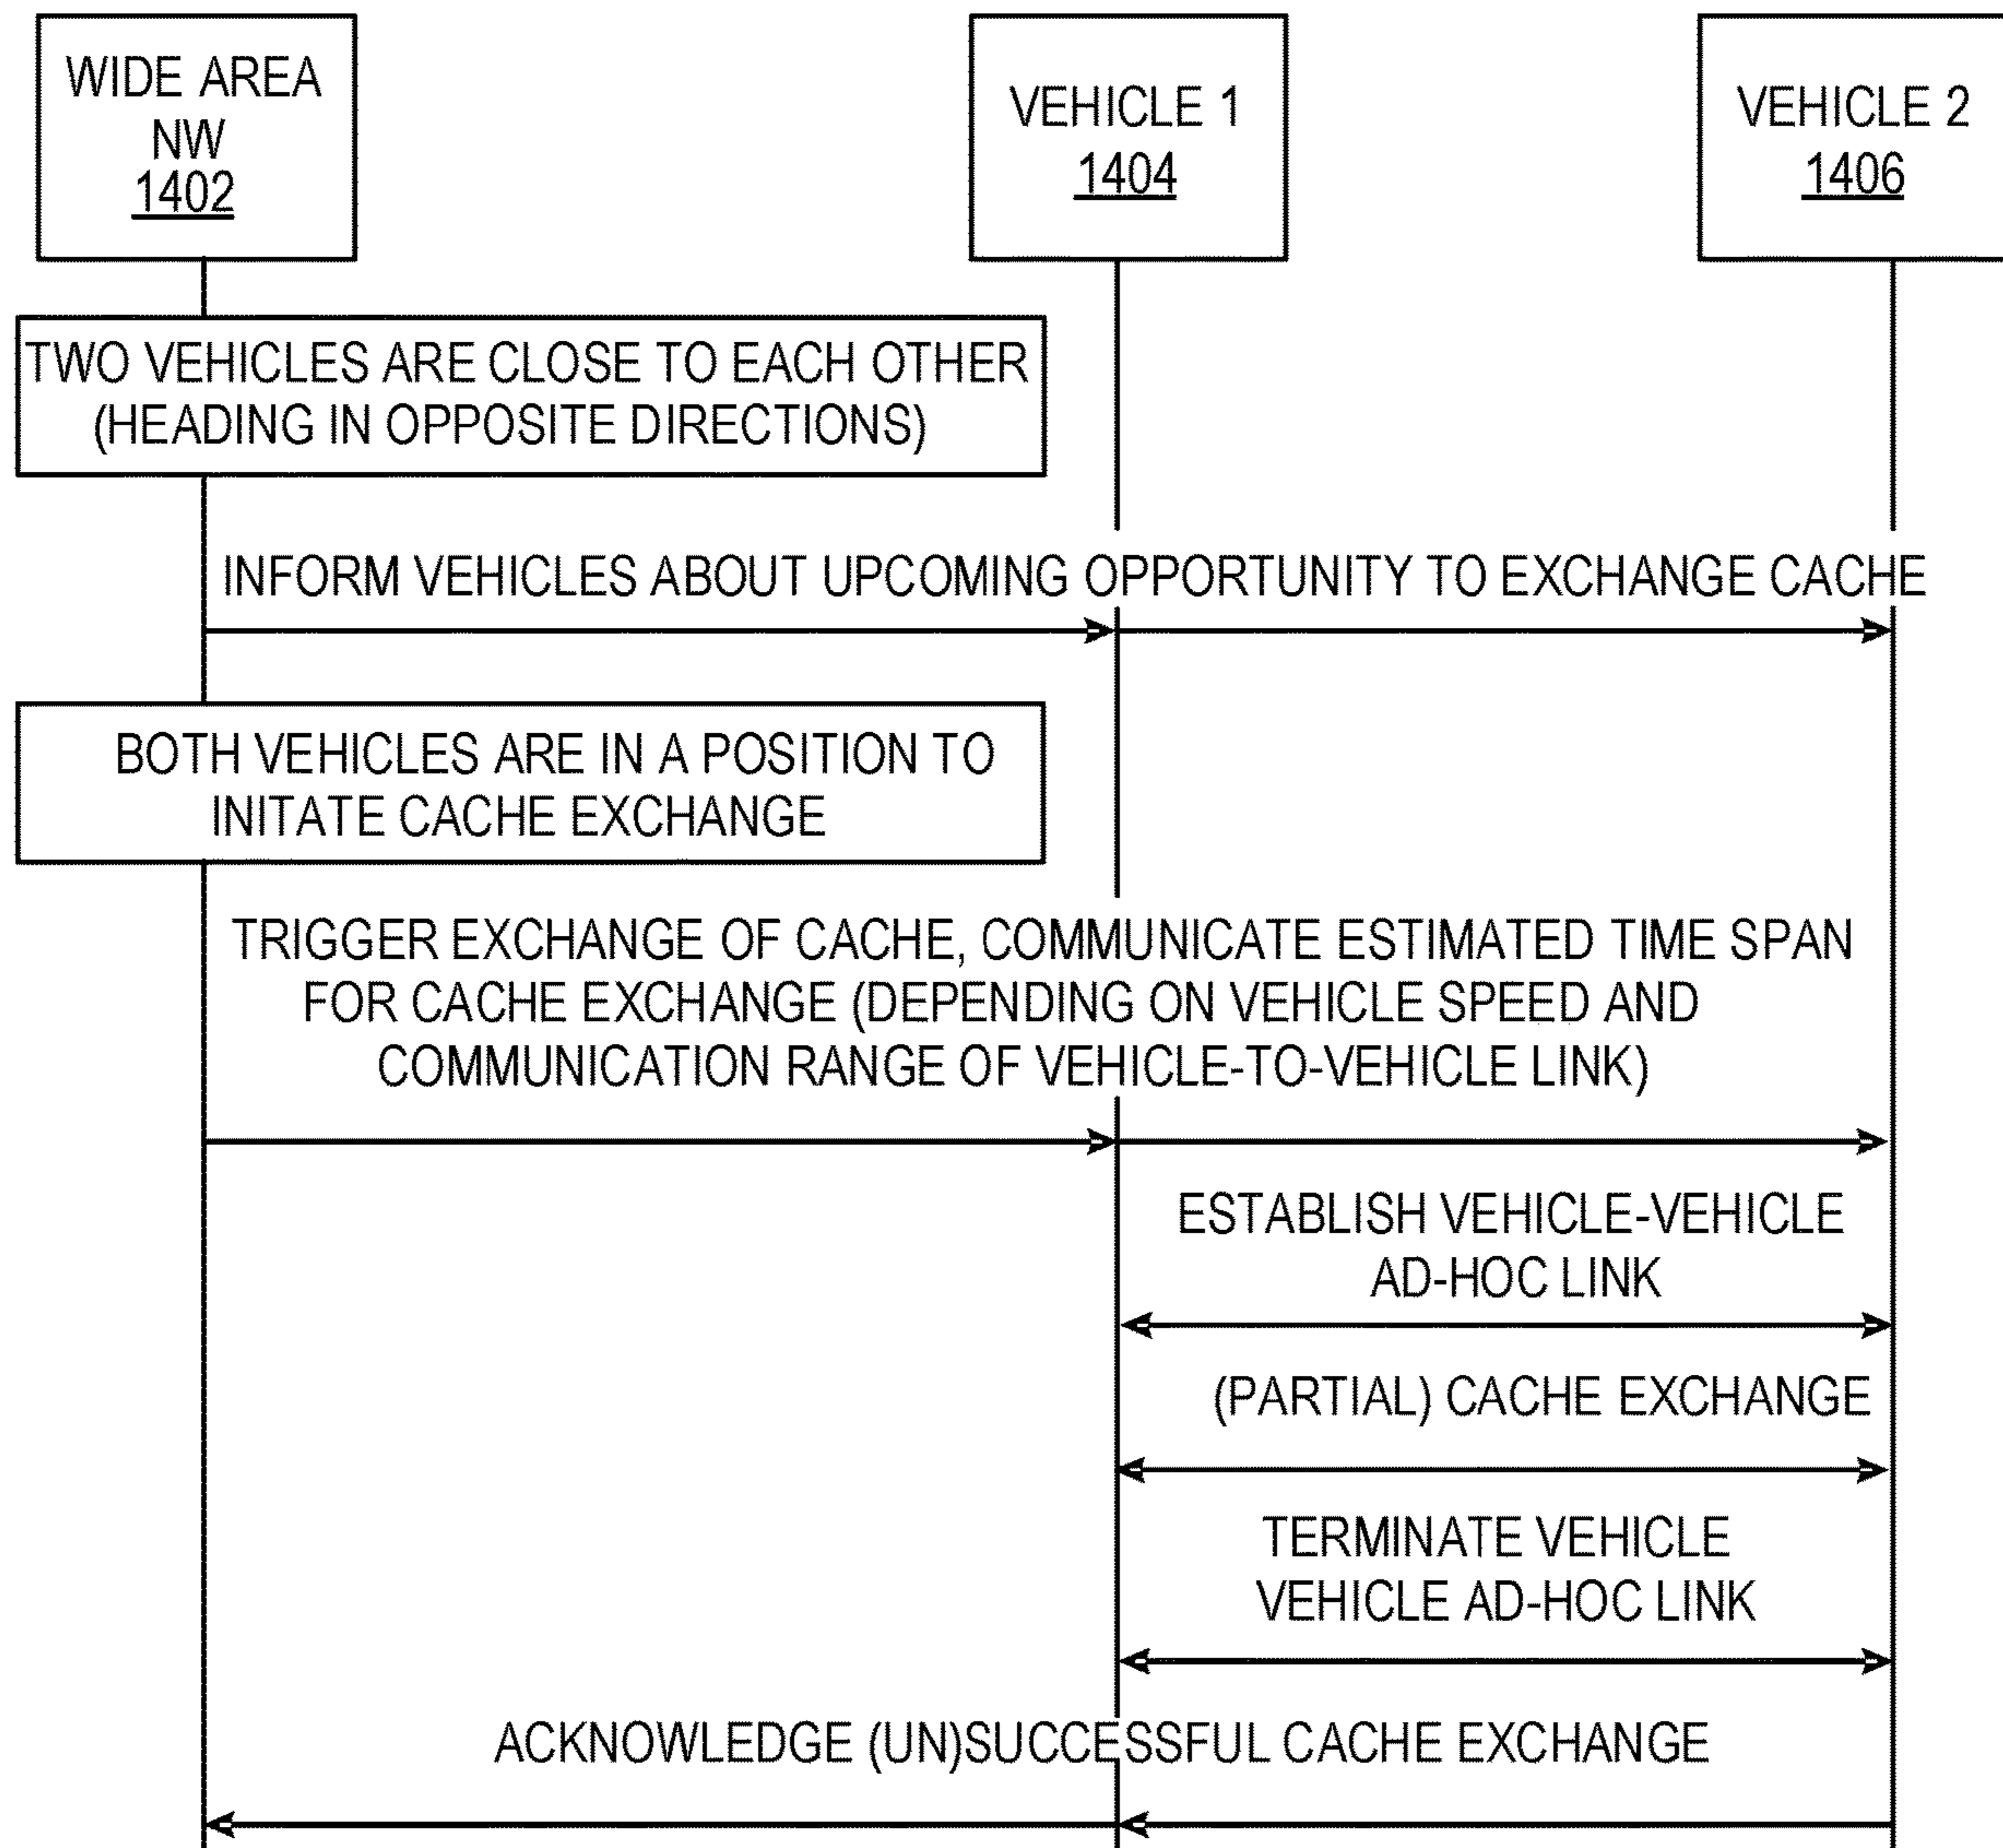 WIDE AREA
NW
1402
VEHICLE 1
1404
VEHICLE 2
1406
TWO VEHICLES ARE CLOSE TO EACH OTHER
(HEADING IN OPPOSITE DIRECTIONS)
INFORM VEHICLES ABOUT UPCOMING OPPORTUNITY TO EXCHANGE CACHE
BOTH VEHICLES ARE IN A POSITION TO
INITATE CACHE EXCHANGE
TRIGGER EXCHANGE OF CACHE, COMMUNICATE ESTIMATED TIME SPAN
FOR CACHE EXCHANGE (DEPENDING ON VEHICLE SPEED AND
COMMUNICATION RANGE OF VEHICLE-TO-VEHICLE LINK)
ESTABLISH VEHICLE-VEHICLE
AD-HOC LINK
(PARTIAL) CACHE EXCHANGE
TERMINATE VEHICLE
VEHICLE AD-HOC LINK
ACKNOWLEDGE (UN)SUCCESSFUL CACHE EXCHANGE